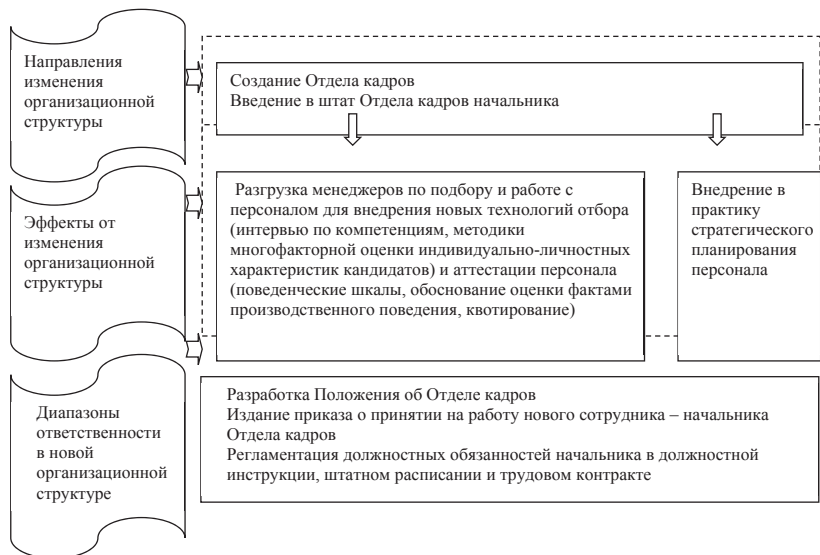 Направления
изменения
организационной
структуры
Создание Отдела кадров
Введение в штат Отдела кадров начальника
Эффекты от
изменения
организационной
структуры
Разгрузка менеджеров по подбору и работе с
персоналом для внедрения новых технологий отбора
(интервью по компетенциям, методики
многофакторной оценки индивидуально-личностных
характеристик кандидатов) и аттестации персонала
(поведенческие шкалы, обоснование оценки фактами
производственного поведения, квотирование)
Внедрение в
практику
стратегического
планирования
персонала
Диапазоны
ответственности
в новой
организационной
структуре
Разработка Положения об Отделе кадров
Издание приказа о принятии на работу нового сотрудника – начальника
Отдела кадров
Регламентация должностных обязанностей начальника в должностной
инструкции, штатном расписании и трудовом контракте